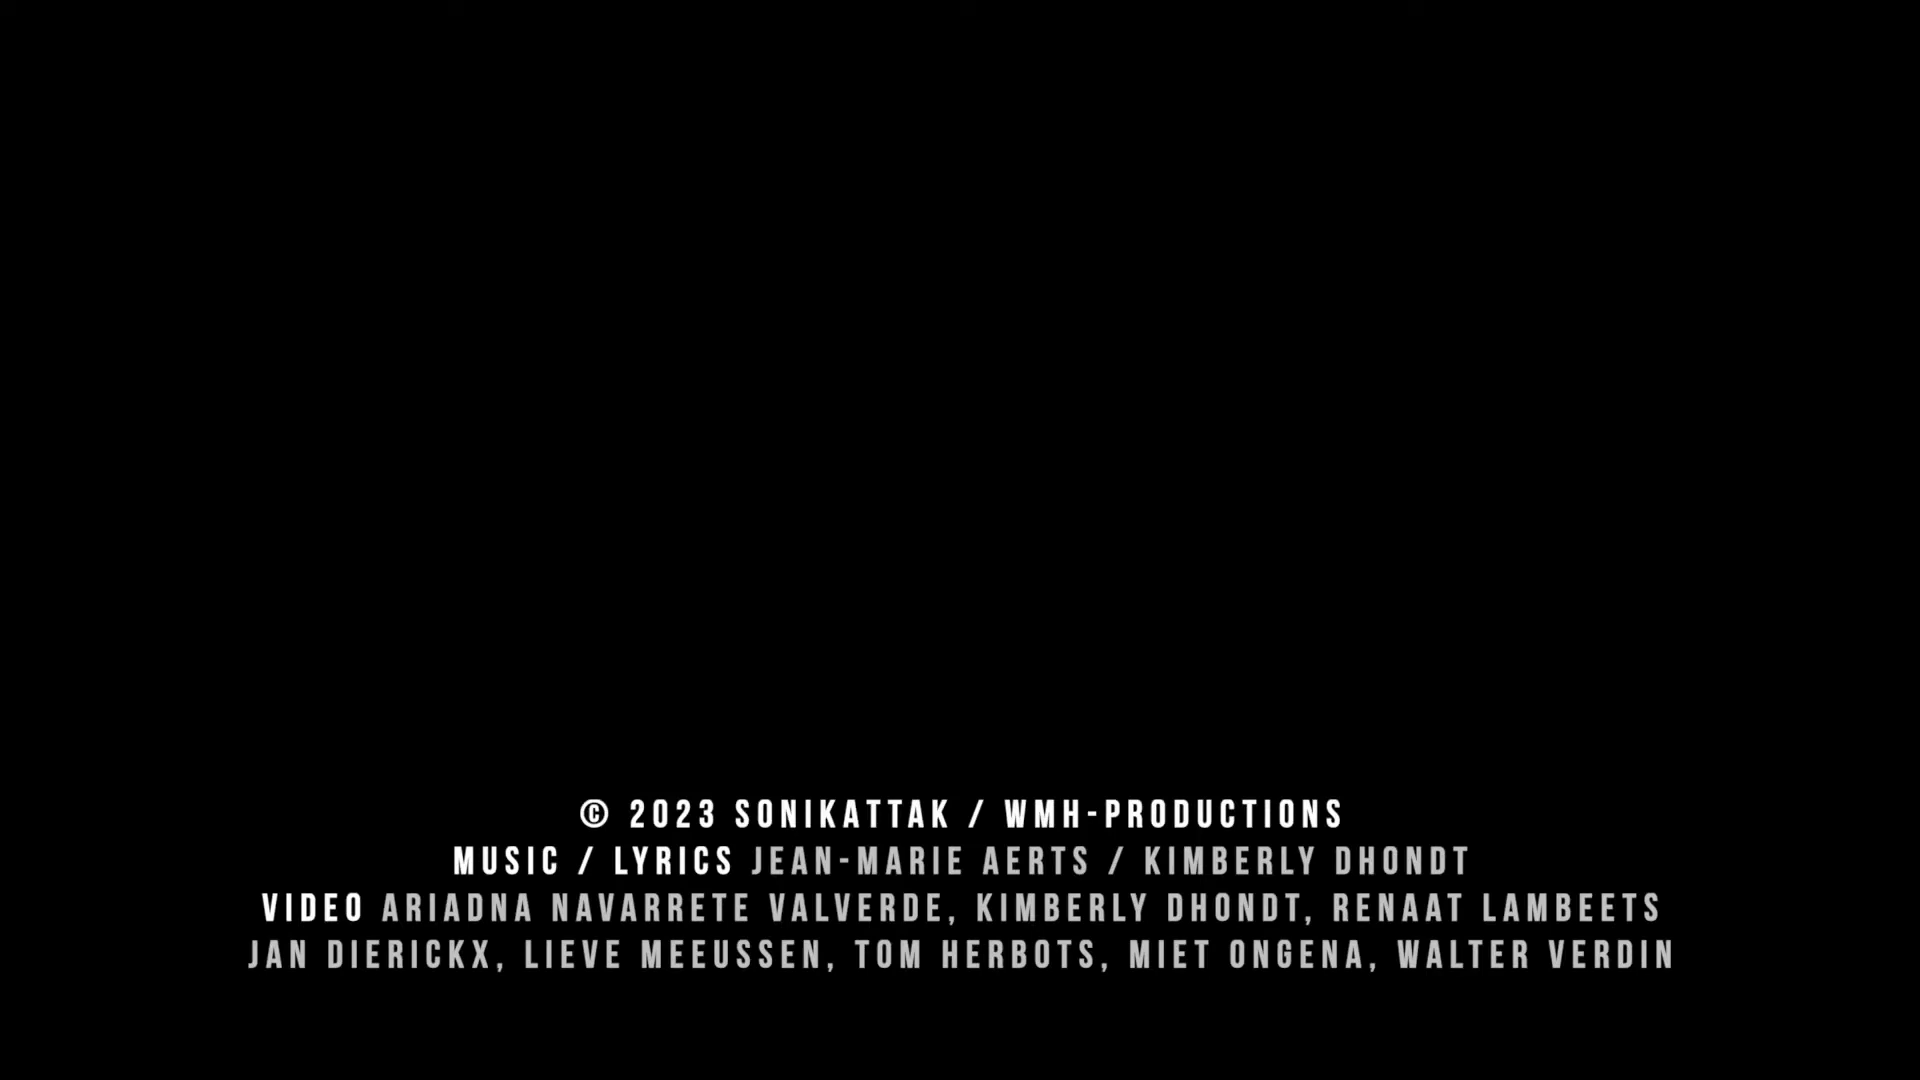 © 2023 SONIKATTAK / WMH-PRODUCTIONS
MUSIC / LYRICS JEAN-MARIE AERTS / KIMBERLY DHONDT
VIDEO ARIADNA NAVARRETE VALVERDE, KIMBERLY DHONDT, RENAAT LAMBEETS
JAN DIERICKX, LIEVE MEEUSSEN, TOM HERBOTS, MIET ONGENA, WALTER VERDIN